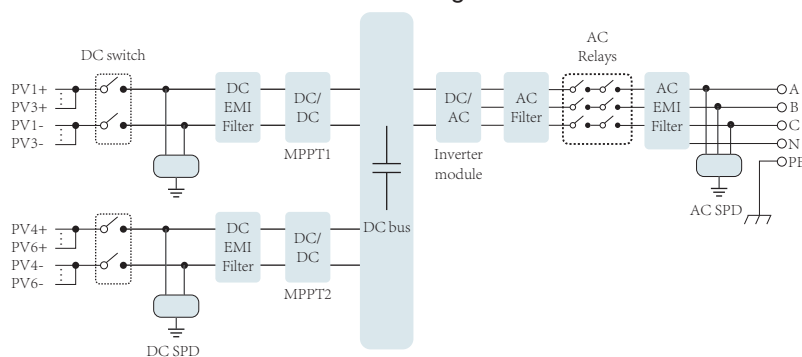 DC switch
PV1+
PV3+
PV1-
PV3-
DC
EMI
Filter
DC/
DC
MPPT1
PV4+
PV6+
PV4-
PV6-
DC SPD
DC
EMI
Filter
DC/
DC
MPPT2
DC bus
DC/
AC
Inverter
module
AC
Filter
AC
Relays
AC
EMI
Filter
AC SPD
A
B
C
N
PE